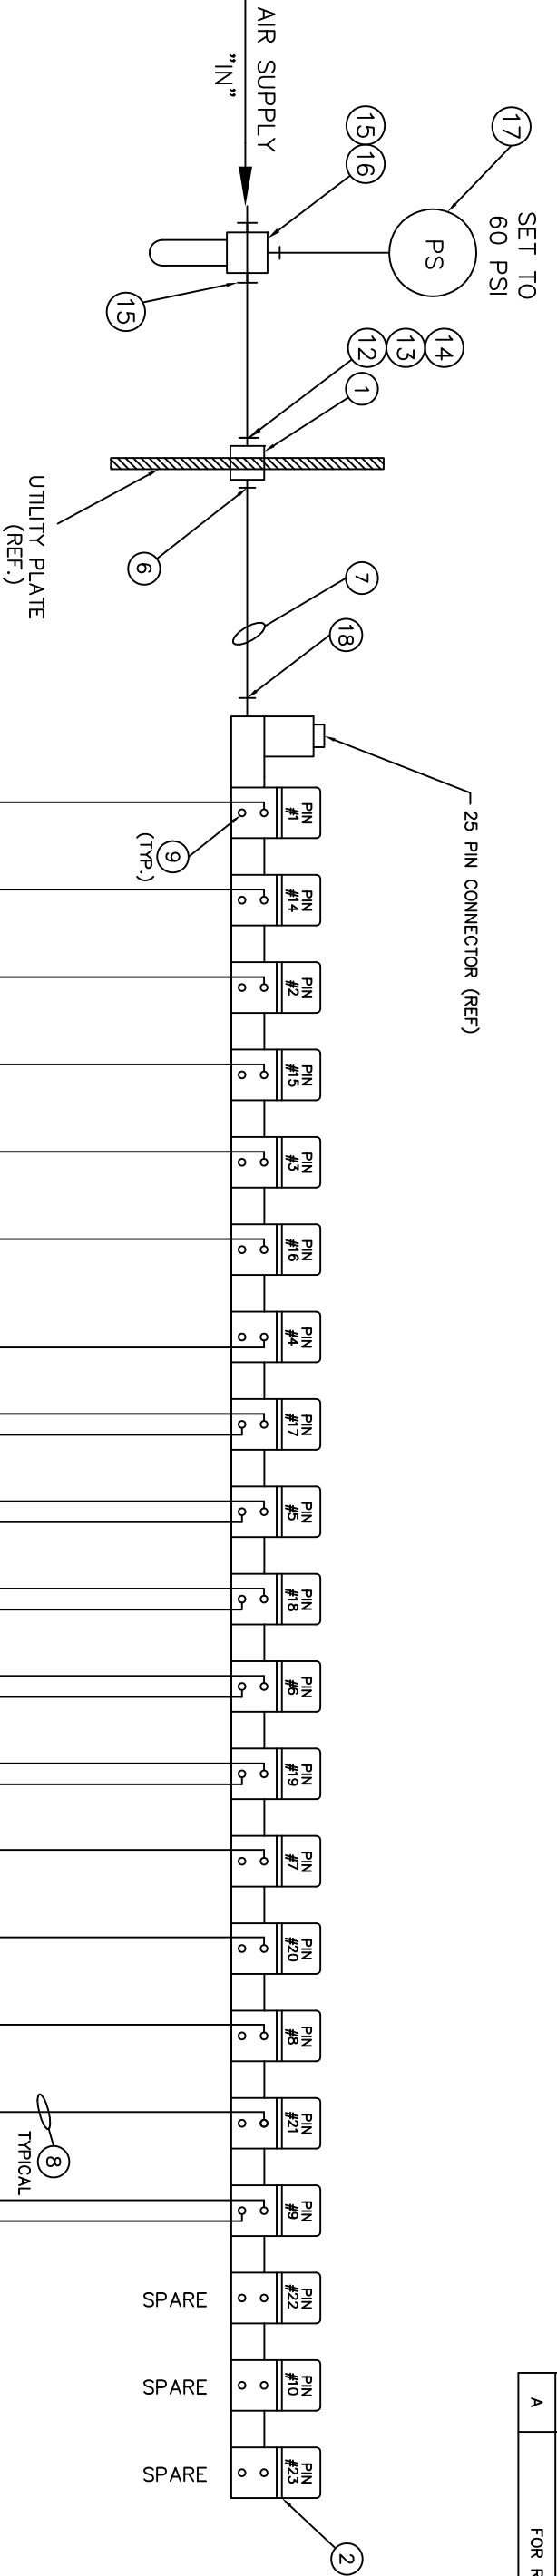 AIR SUPPLY
"IN"
15
16
17
SET TO
60 PSI
PS
15
12
13
14
1
UTILITY PLATE
(REF.)
6
7
18
25 PIN CONNECTOR (REF)
PIN
#1
9
(TYP.)
PIN
#14
PIN
#2
PIN
#15
PIN
#3
PIN
#16
PIN
#4
PIN
#17
PIN
#5
PIN
#18
PIN
#6
PIN
#19
PIN
#7
PIN
#20
PIN
#8
PIN
#21
8
TYPICAL
PIN
#9
PIN
#22
SPARE
PIN
#10
SPARE
PIN
#23
SPARE
2
A
FOR